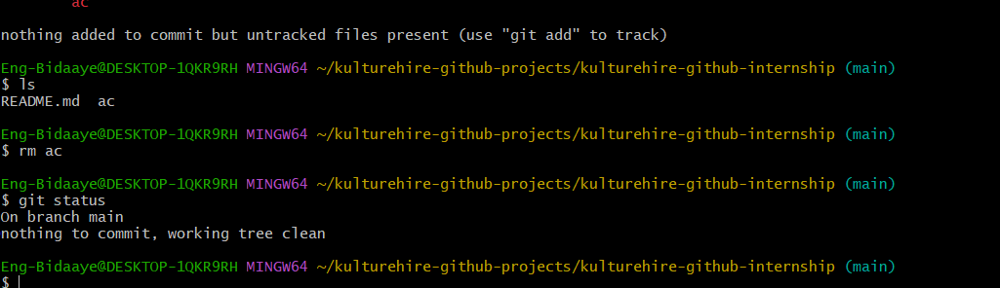 ac
nothing added to commit but untracked files present (use "git add" to track)
Eng-Bidaaye@DESKTOP-1QKR9RH MINGW64 ~/kulturehire-github-projects/kulturehire-github-internship (main)
$ ls
README.md  ac
Eng-Bidaaye@DESKTOP-1QKR9RH MINGW64 ~/kulturehire-github-projects/kulturehire-github-internship (main)
$ rm ac
Eng-Bidaaye@DESKTOP-1QKR9RH MINGW64 ~/kulturehire-github-projects/kulturehire-github-internship (main)
$ git status
On branch main
nothing to commit, working tree clean
Eng-Bidaaye@DESKTOP-1QKR9RH MINGW64 ~/kulturehire-github-projects/kulturehire-github-internship (main)
$